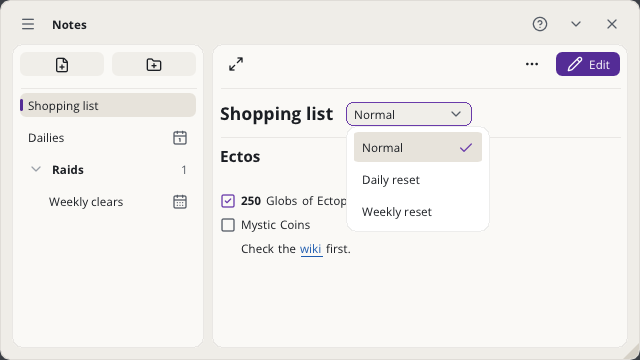 Notes
Edit
Shopping list
Dailies
Raids 1
Weekly clears
Shopping list Normal
Normal
Daily reset
Weekly reset
Ectos
250 Globs of Ectop
Mystic Coins
Check the wiki first.